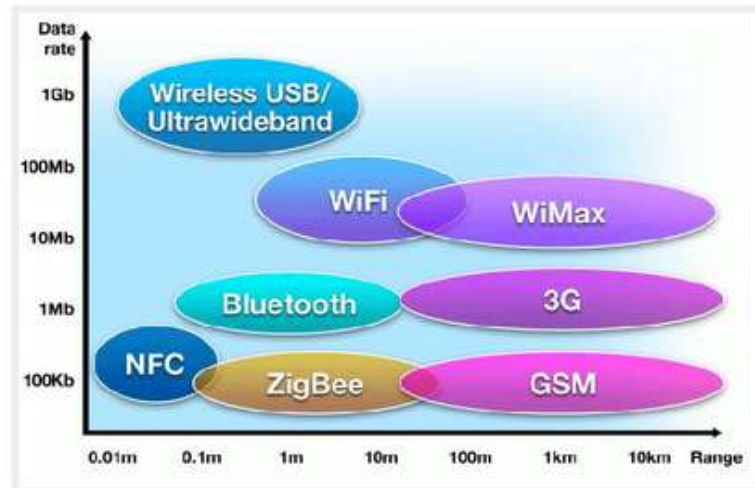 Data
rate
1Gb
Wireless USB/
Ultrawideband
100Mb
WiFi
WiMax
10Mb
Bluetooth
3G
1Mb
NFC
ZigBee
GSM
100Kb
0.01m 0.1m 1m 10m 100m 1km 10km Range